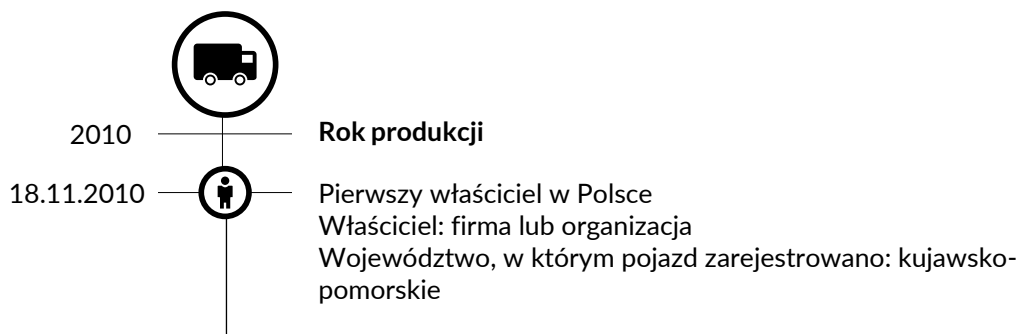 2010
Rok produkcji
18.11.2010
Pierwszy właściciel w Polsce
Właściciel: firma lub organizacja
Województwo, w którym pojazd zarejestrowano: kujawsko-
pomorskie